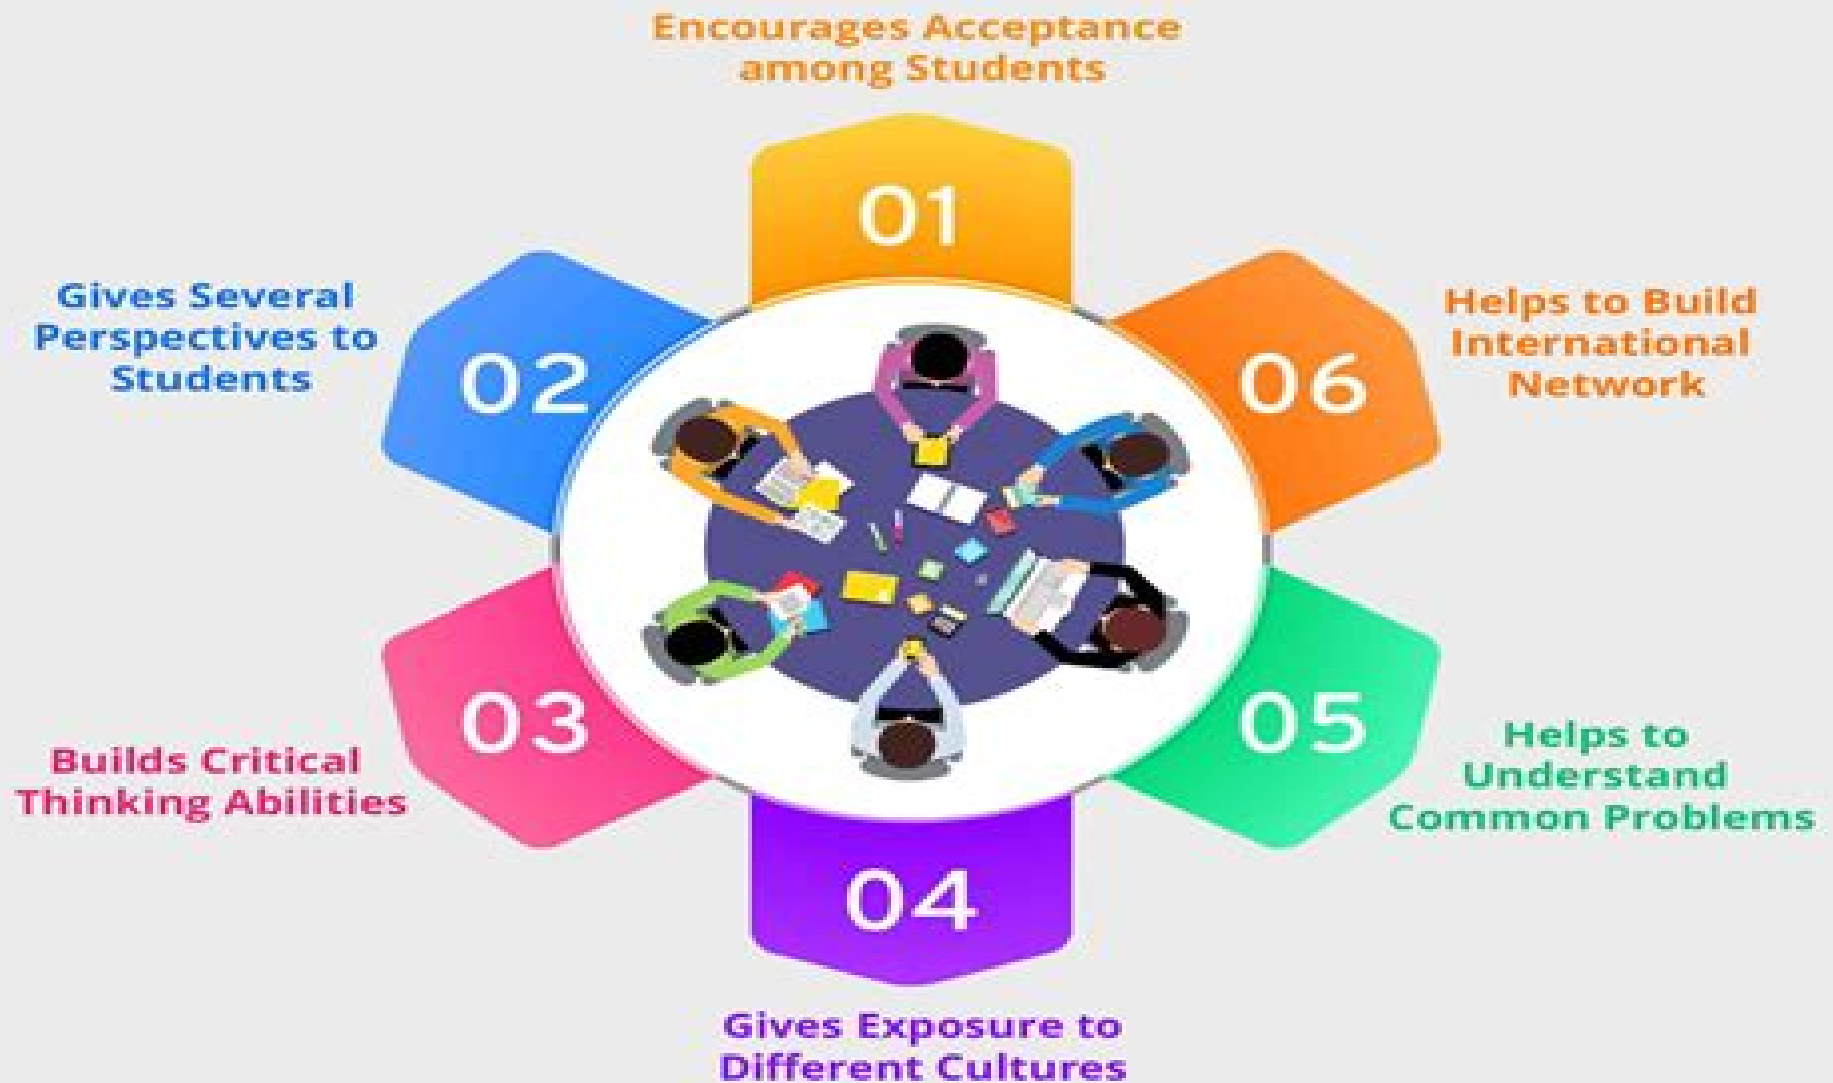 Encourages Acceptance
among Students
01
Gives Several
Perspectives to
Students
02
Builds Critical
Thinking Abilities
03
04
Gives Exposure to
Different Cultures
05
Helps to
Understand
Common Problems
06
Helps to Build
International
Network